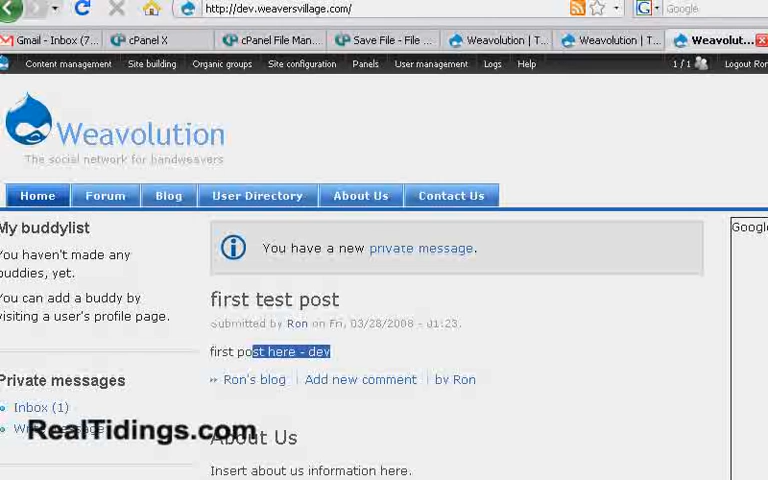 http://dev.weaversvillage.com/
Google
Gmail - Inbox (7...
cPanel X
cPanel File Man...
Save File - File ...
Weavolution | T...
Weavolution | T...
Weavolut...
Content management
Site building
Organic groups
Site configuration
Panels
User management
Logs
Help
1 / 1
Logout Ron
Weavolution
The social network for handweavers
Home
Forum
Blog
User Directory
About Us
Contact Us
My buddylist
You haven't made any
buddies, yet.
You can add a buddy by
visiting a user's profile page.
Private messages
Inbox (1)
You have a new private message.
first test post
Submitted by Ron on Fri, 03/28/2008 - 01:23.
first post here - dev
Ron's blog
Add new comment
by Ron
RealTidings.com
About Us
Insert about us information here.
Google